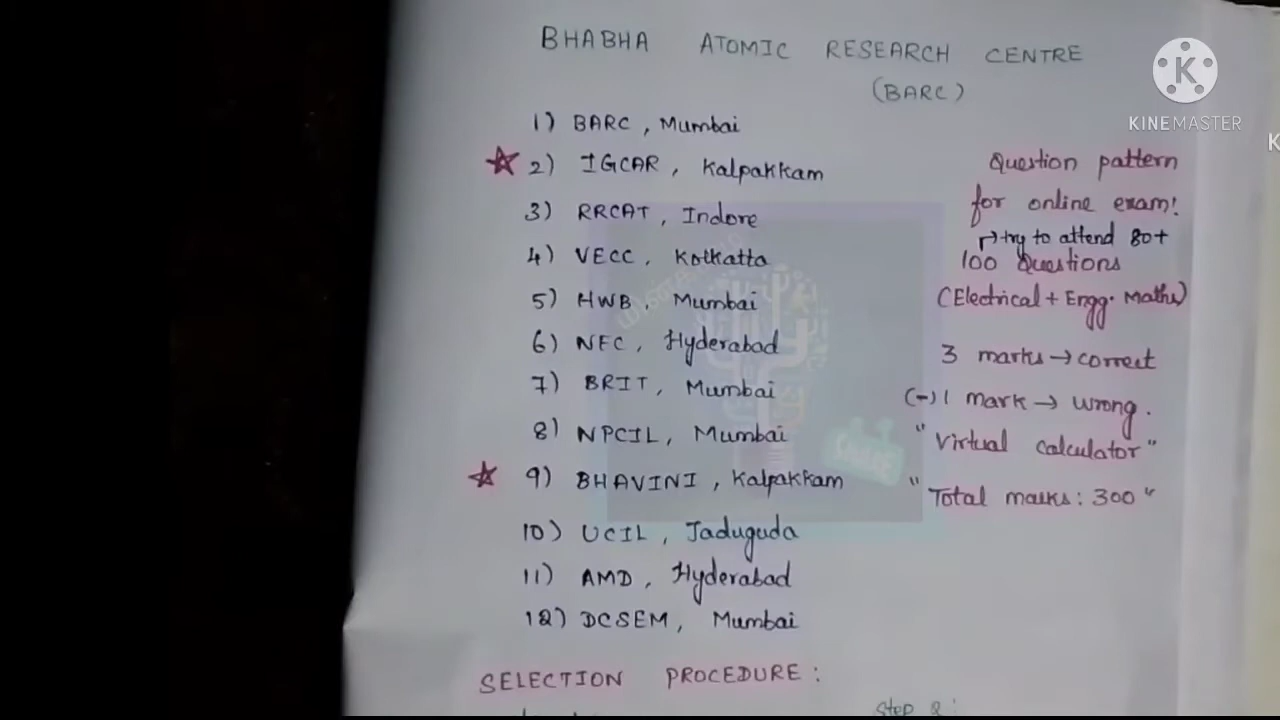 BHABHA ATOMIC RESEARCH CENTRE
(BARC)
1) BARC, Mumbai
2) IGCAR, Kalpakkam
3) RRCAT, Indore
4) VECC, Kolkatta
5) HWB, Mumbai
6) NFC, Hyderabad
7) BRIT, Mumbai
8) NPCIL, Mumbai
9) BHAVINI, Kalpakkam
10) UCIL, Jaduguda
11) AMD, Hyderabad
12) DCSEM, Mumbai
Question pattern
for online exam!
→ try to attend 80+
100 Questions
(Electrical + Engg. Maths)
3 marks → correct
(-) 1 mark → wrong.
"Virtual calculator"
"Total marks: 300"
SELECTION PROCEDURE:
Step 2:
KINEMASTER
K
SHARE